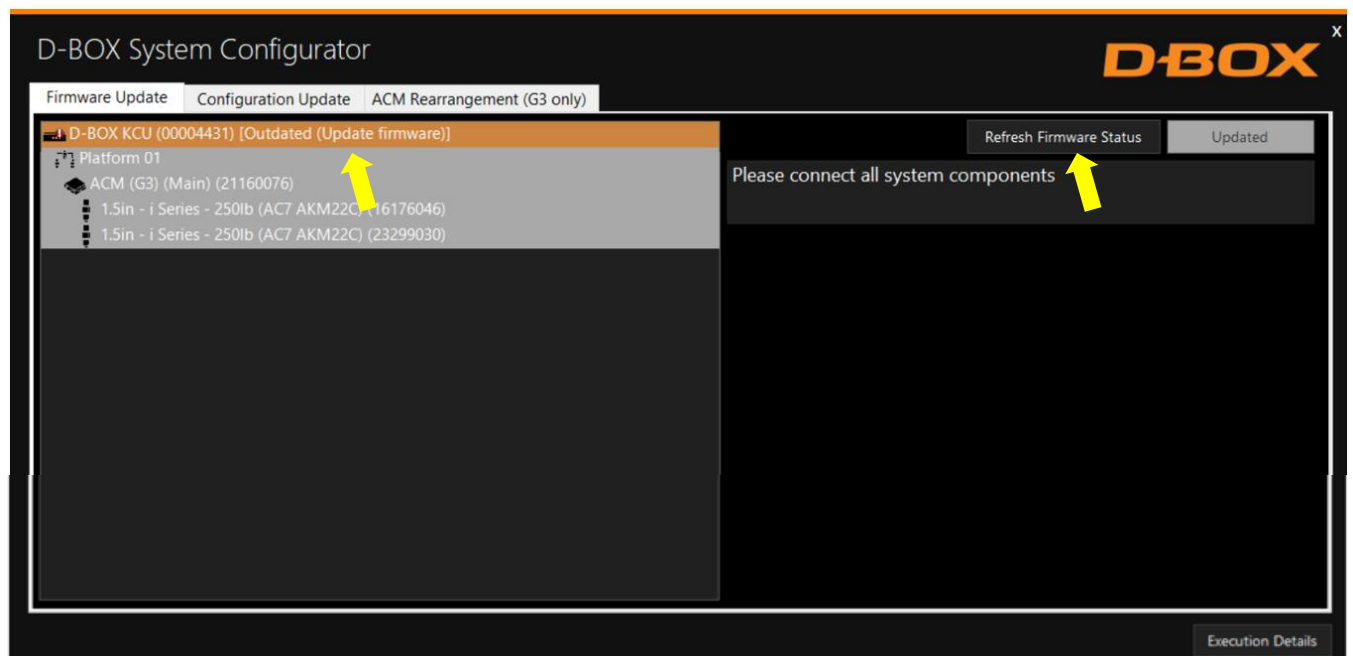 D-BOX System Configurator
D-BOX
x
Firmware Update
Configuration Update
ACM Rearrangement (G3 only)
D-BOX KCU (00004431) [Outdated (Update firmware)]
Platform 01
ACM (G3) (Main) (21160076)
1.5in - i Series - 250lb (AC7 AKM22C) (16176046)
1.5in - i Series - 250lb (AC7 AKM22C) (23299030)
Refresh Firmware Status
Updated
Please connect all system components
Execution Details